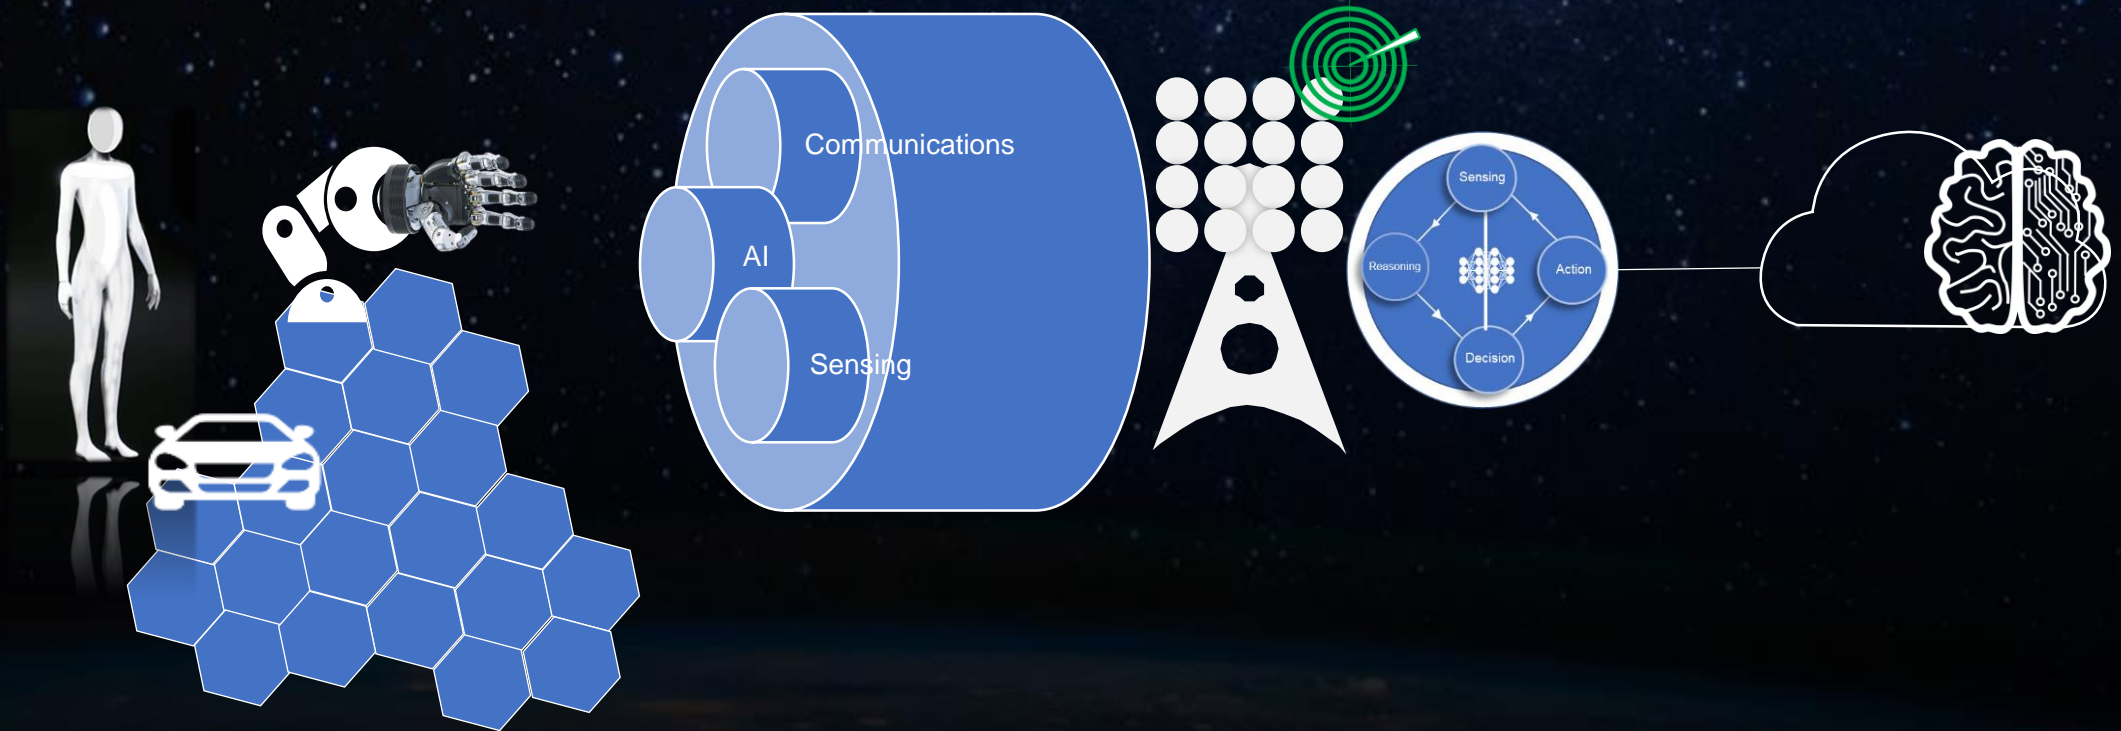 Communications
AI
Sensing
Sensing
Reasoning
Action
Decision